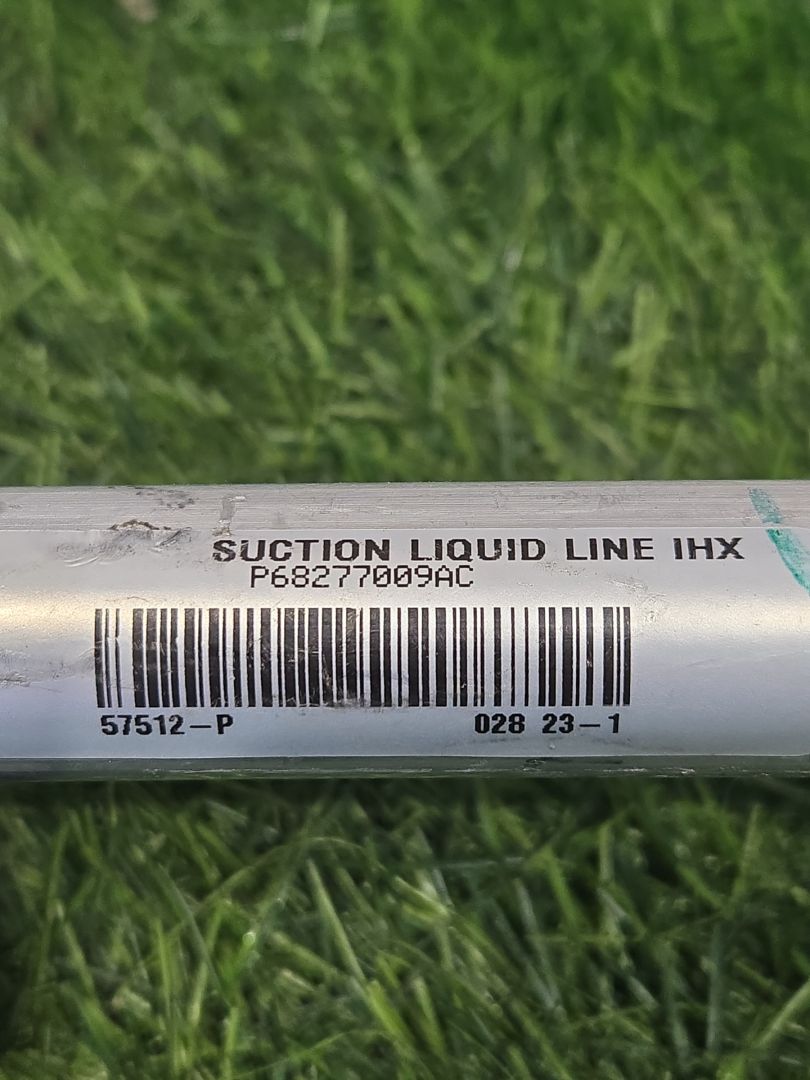 SUCTION LIQUID LINE IHX
P68277009AC
57512-P 028 23-1